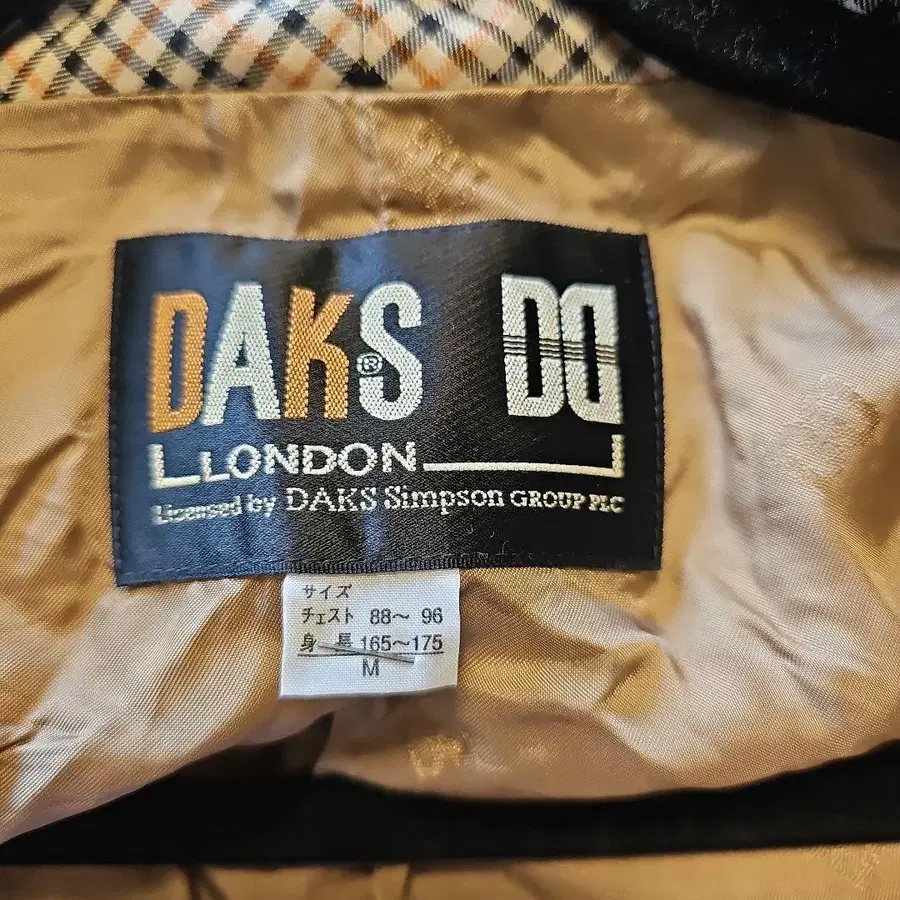 DAKS® DD
LONDON
Licensed by DAKS Simpson GROUP PLC
サイズ
チェスト 88〜 96
身 長 165〜175
M